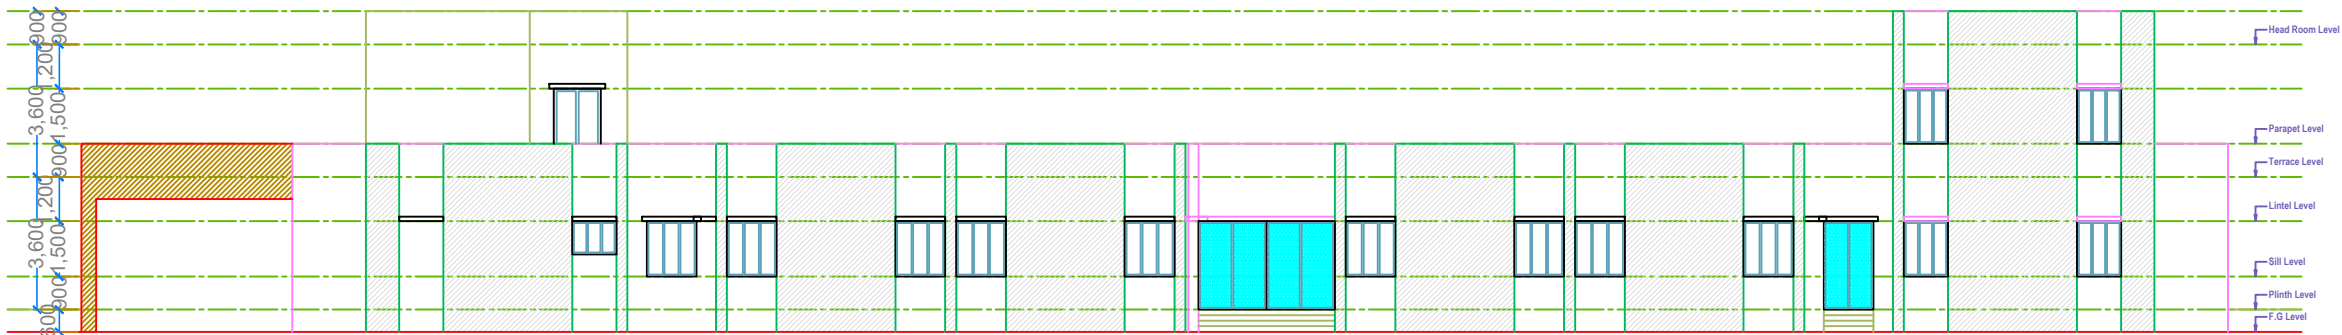 900
900
1,200
3,600
1,500
900
1,200
3,600
1,500
900
600
Head Room Level
Parapet Level
Terrace Level
Lintel Level
Sill Level
Plinth Level
F.G Level